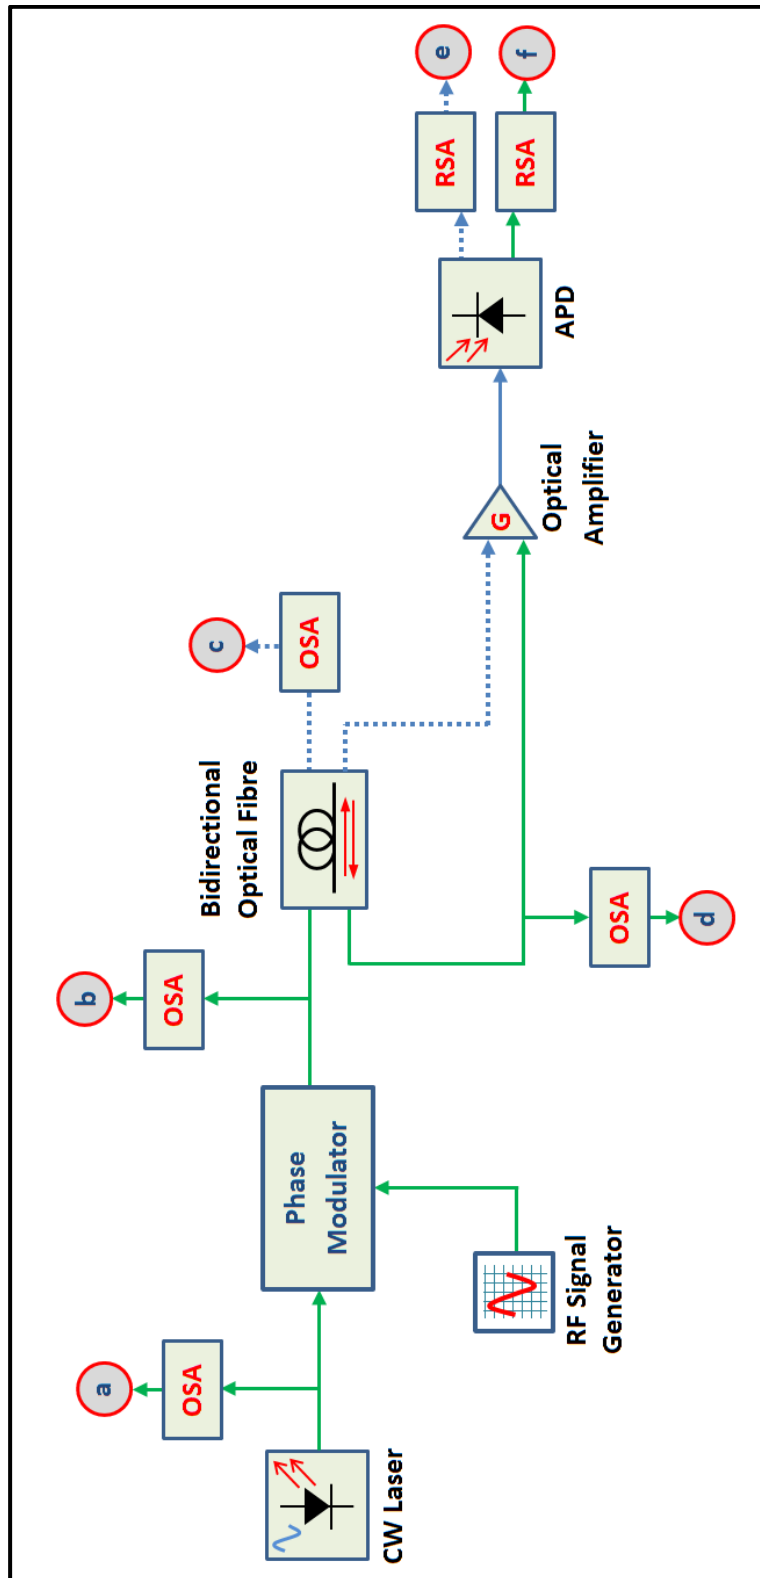 CW Laser
OSA
a
RF Signal
Generator
Phase
Modulator
OSA
b
Bidirectional
Optical Fibre
OSA
c
OSA
d
G
Optical
Amplifier
APD
RSA
e
RSA
f